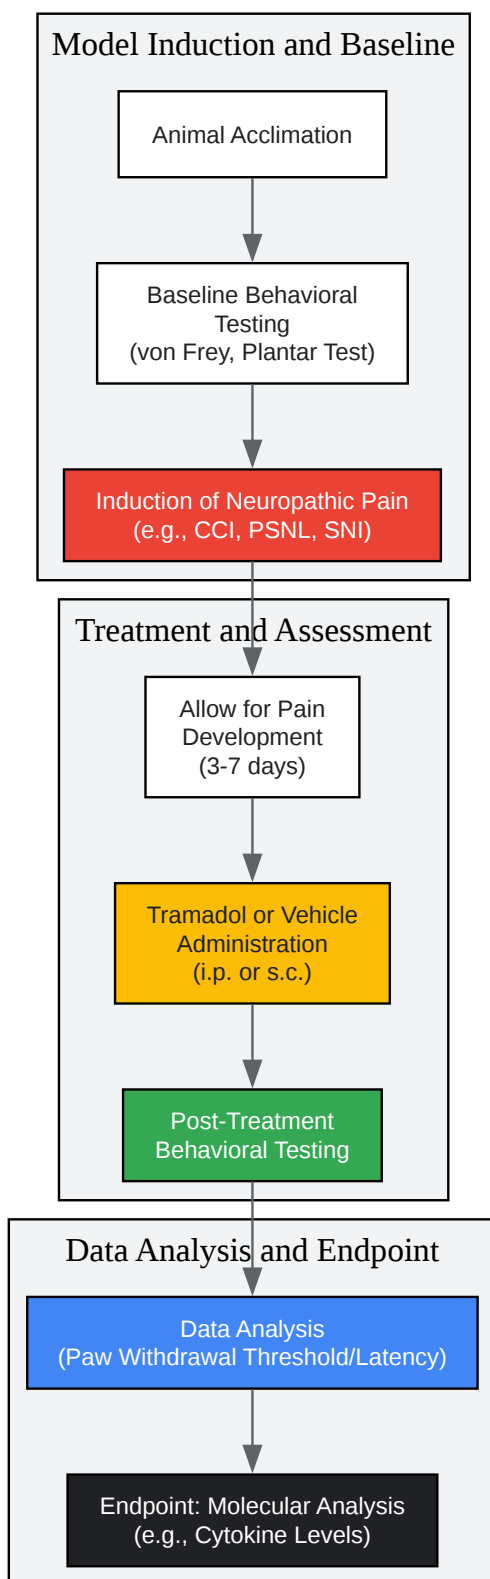 Model Induction and Baseline
Animal Acclimation
Baseline Behavioral
Testing
(von Frey, Plantar Test)
Induction of Neuropathic Pain
(e.g., CCI, PSNL, SNI)
Treatment and Assessment
Allow for Pain
Development
(3-7 days)
Tramadol or Vehicle
Administration
(i.p. or s.c.)
Post-Treatment
Behavioral Testing
Data Analysis and Endpoint
Data Analysis
(Paw Withdrawal Threshold/Latency)
Endpoint: Molecular Analysis
(e.g., Cytokine Levels)